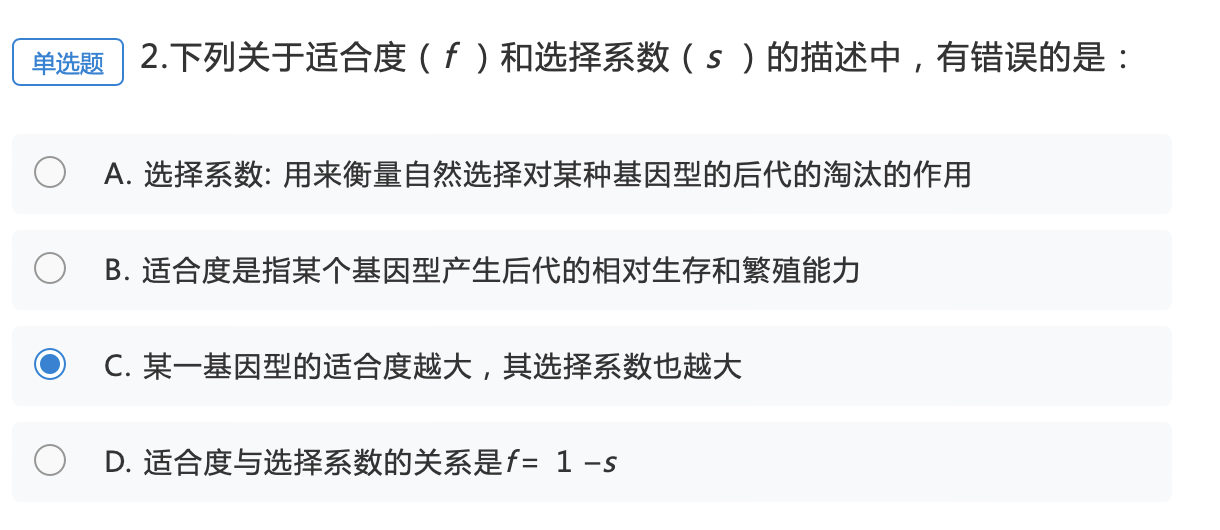 单选题 2.下列关于适合度（f ）和选择系数（s ）的描述中，有错误的是：
A. 选择系数: 用来衡量自然选择对某种基因型的后代的淘汰的作用
B. 适合度是指某个基因型产生后代的相对生存和繁殖能力
C. 某一基因型的适合度越大，其选择系数也越大
D. 适合度与选择系数的关系是f= 1 –s